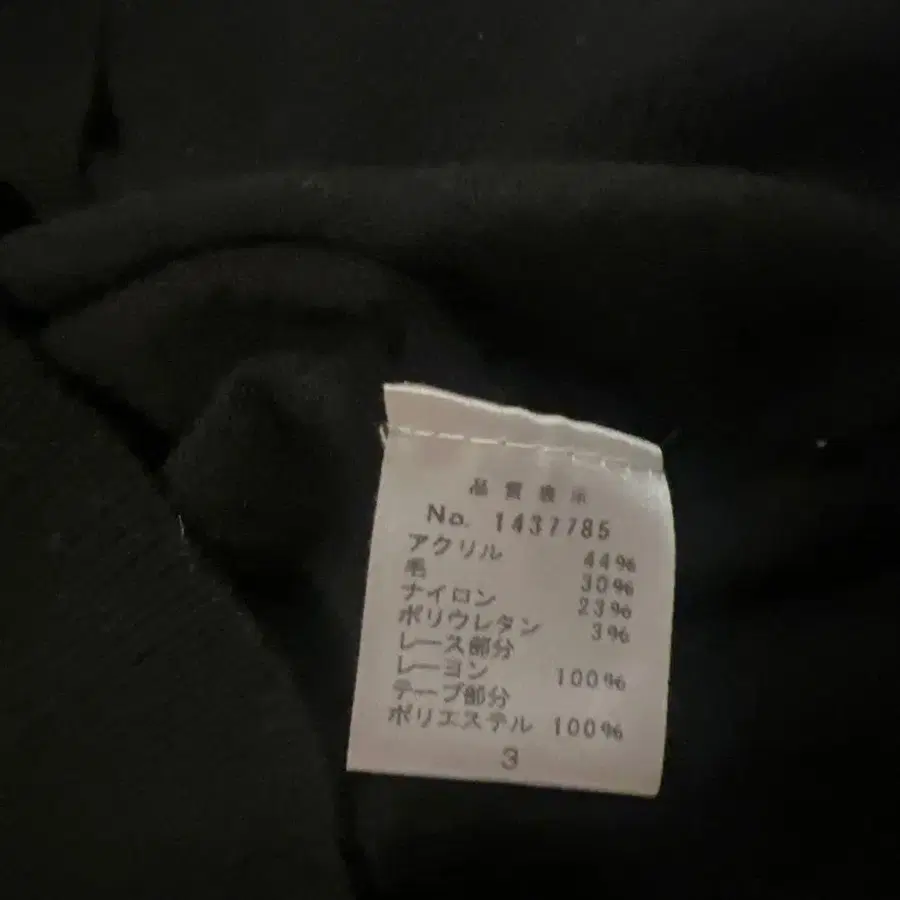 品質表示
No. 1437785
アクリル 44%
毛 30%
ナイロン 23%
ポリウレタン 3%
レース部分
レーヨン 100%
テープ部分
ポリエステル 100%
3